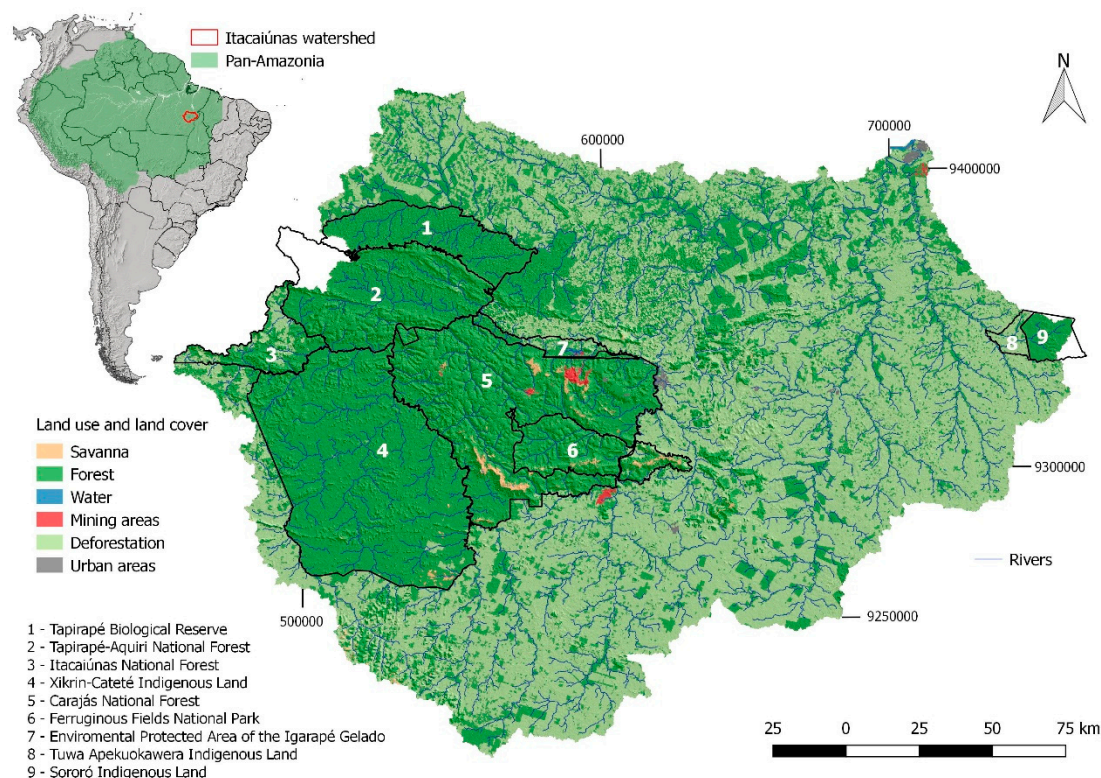 Itacaiúnas watershed
Pan-Amazonia
N
600000
700000
9400000
1
2
3
4
5
6
7
8
9
Land use and land cover
Savanna
Forest
Water
Mining areas
Deforestation
Urban areas
9300000
Rivers
500000
9250000
1 - Tapirapé Biological Reserve
2 - Tapirapé-Aquiri National Forest
3 - Itacaiúnas National Forest
4 - Xikrin-Cateté Indigenous Land
5 - Carajás National Forest
6 - Ferruginous Fields National Park
7 - Enviromental Protected Area of the Igarapé Gelado
8 - Tuwa Apekuokawera Indigenous Land
9 - Sororó Indigenous Land
25 0 25 50 75 km